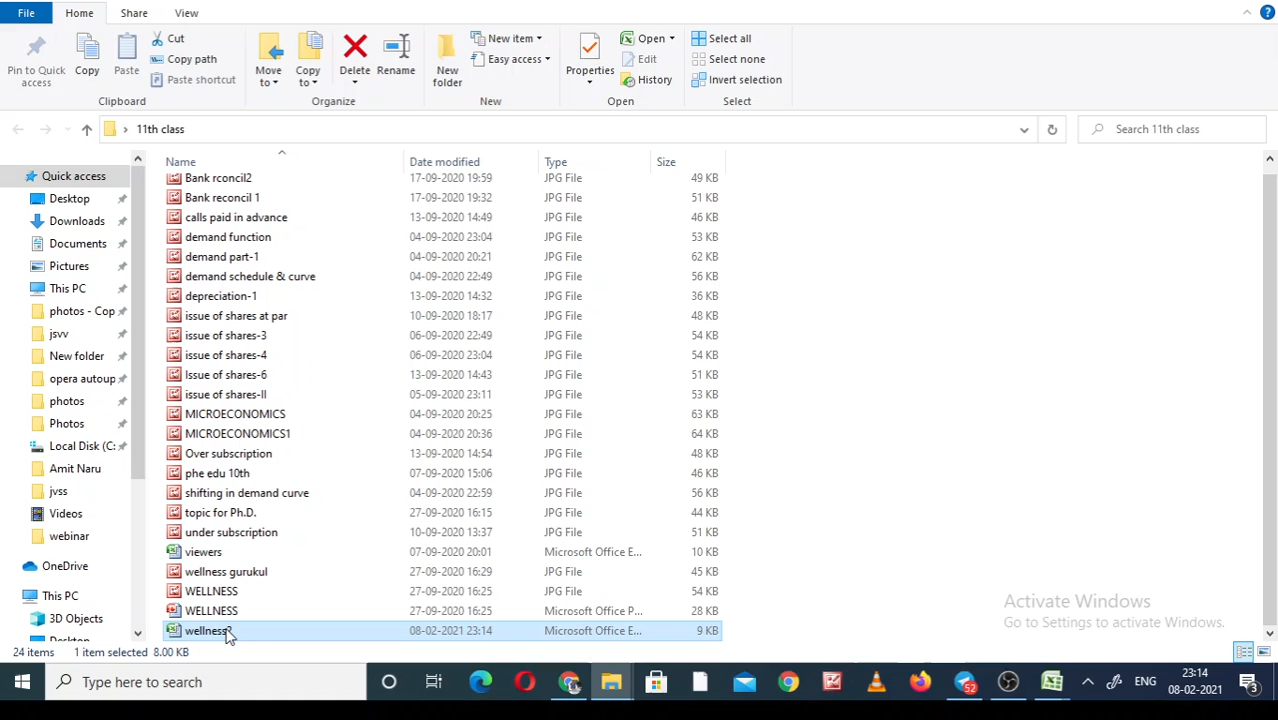 File Home Share View
Pin to Quick access
Copy
Paste
Cut
Copy path
Paste shortcut
Clipboard
Move to
Copy to
Delete
Rename
Organize
New folder
New item
Easy access
New
Properties
Open
Edit
History
Open
Select all
Select none
Invert selection
Select
11th class
Search 11th class
Quick access
Desktop
Downloads
Documents
Pictures
This PC
photos - Cop
jsvv
New folder
opera autoup
photos
Photos
Local Disk (C:
Amit Naru
jvss
Videos
webinar
OneDrive
This PC
3D Objects
Desktop
Name Date modified Type Size
Bank rconcil2 17-09-2020 19:59 JPG File 49 KB
Bank reconcil 1 17-09-2020 19:32 JPG File 51 KB
calls paid in advance 13-09-2020 14:49 JPG File 46 KB
demand function 04-09-2020 23:04 JPG File 53 KB
demand part-1 04-09-2020 20:21 JPG File 62 KB
demand schedule & curve 04-09-2020 22:49 JPG File 56 KB
depreciation-1 13-09-2020 14:32 JPG File 36 KB
issue of shares at par 10-09-2020 18:17 JPG File 48 KB
issue of shares-3 06-09-2020 22:49 JPG File 54 KB
issue of shares-4 06-09-2020 23:04 JPG File 54 KB
Issue of shares-6 13-09-2020 14:43 JPG File 51 KB
issue of shares-II 05-09-2020 23:11 JPG File 53 KB
MICROECONOMICS 04-09-2020 20:25 JPG File 63 KB
MICROECONOMICS1 04-09-2020 20:36 JPG File 64 KB
Over subscription 13-09-2020 14:54 JPG File 48 KB
phe edu 10th 07-09-2020 15:06 JPG File 46 KB
shifting in demand curve 04-09-2020 22:59 JPG File 56 KB
topic for Ph.D. 27-09-2020 16:15 JPG File 44 KB
under subscription 10-09-2020 13:37 JPG File 51 KB
viewers 07-09-2020 20:01 Microsoft Office E... 10 KB
wellness gurukul 27-09-2020 16:29 JPG File 45 KB
WELLNESS 27-09-2020 16:25 JPG File 50 KB
WELLNESS 27-09-2020 16:25 Microsoft Office P... 28 KB
wellness2 08-02-2021 23:14 Microsoft Office E... 9 KB
Activate Windows
Go to Settings to activate Windows.
24 items 1 item selected 8.00 KB
Type here to search
52
ENG
23:14
08-02-2021
3